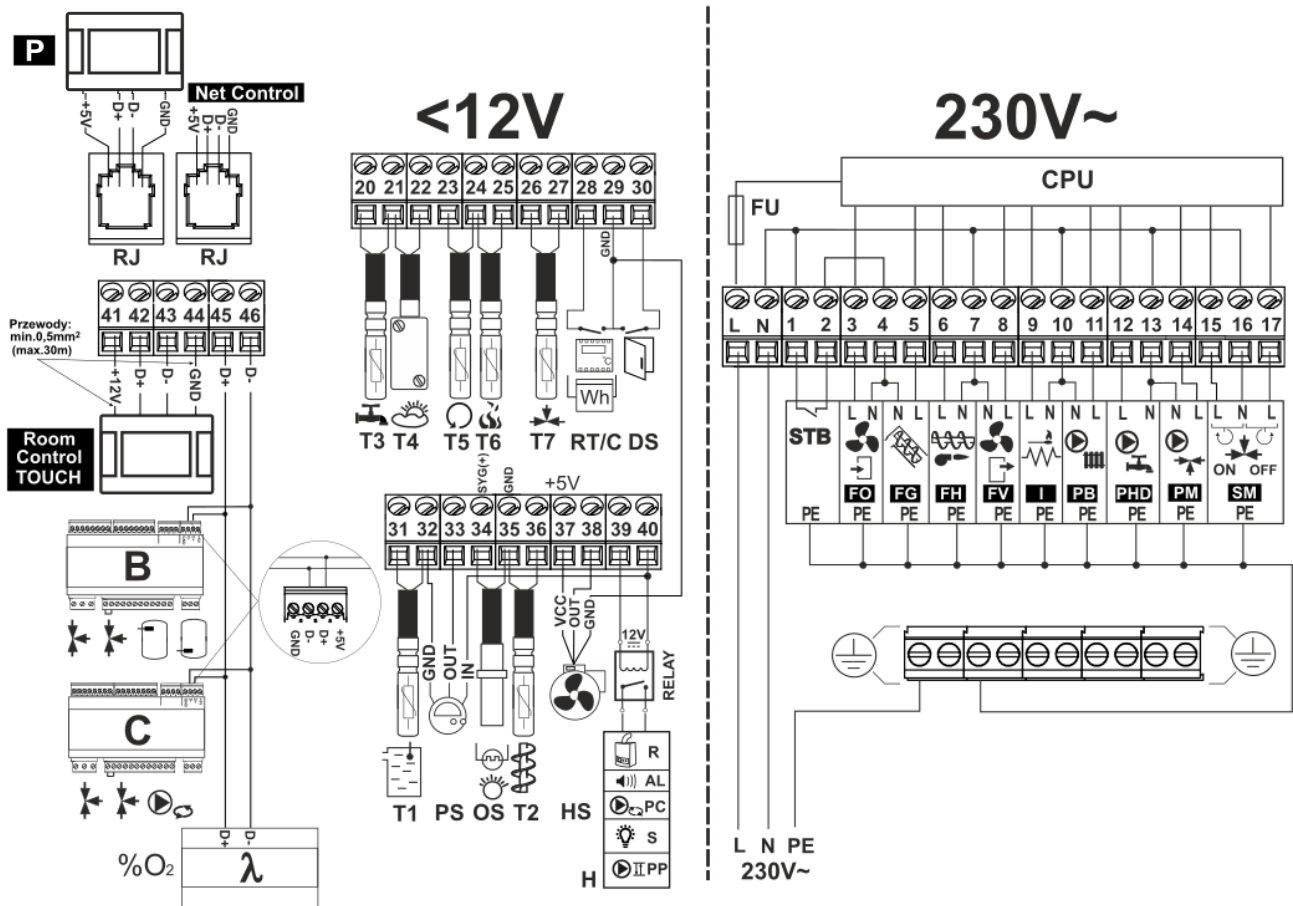 P
+5V D+ D- GND
Net Control
+5V D+ D- GND
RJ RJ
41 42 43 44 45 46
Przewody:
min.0,5mm²
(max.30m)
+12V D+ D- GND D+ D-
Room
Control
TOUCH
B
GND D- D+ +5V
C
D+ D-
%O₂ λ
<12V
20 21 22 23 24 25 26 27 28 29 30
GND
Wh
T3 T4 T5 T6 T7 RT/C DS
SYG(+) GND +5V
31 32 33 34 35 36 37 38 39 40
GND OUT IN VCC OUT GND
12V
RELAY
T1 PS OS T2 HS
R
AL
PC
S
H PP
230V~
CPU
FU
L N 1 2 3 4 5 6 7 8 9 10 11 12 13 14 15 16 17
L N N L L N N L L N L L N L L N L
STB
ON OFF
FO FG FH FV I PB PHD PM SM
PE PE PE PE PE PE PE PE PE PE
L N PE
230V~